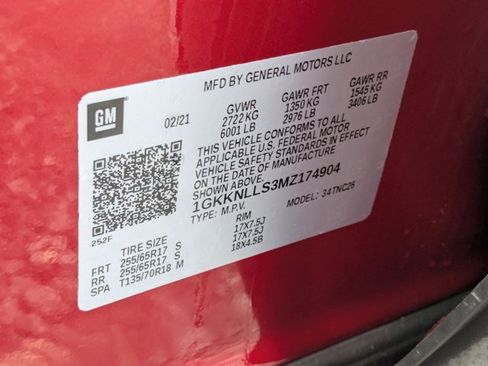 MFD BY GENERAL MOTORS LLC
GM
02/21
GVWR GAWR FRT GAWR RR
2722 KG 1350 KG 1545 KG
6001 LB 2976 LB 3406 LB
THIS VEHICLE CONFORMS TO ALL
APPLICABLE U.S. FEDERAL MOTOR
VEHICLE SAFETY STANDARDS IN EFFECT
ON THE DATE OF MANUFACTURE
SHOWN ABOVE.
1GKKNLLS3MZ174904
TYPE: M.P.V. MODEL: 34TNC26
252F
TIRE SIZE RIM
FRT 255/65R17 S 17X7.5J
RR 255/65R17 S 17X7.5J
SPA T135/70R18 M 18X4.5B